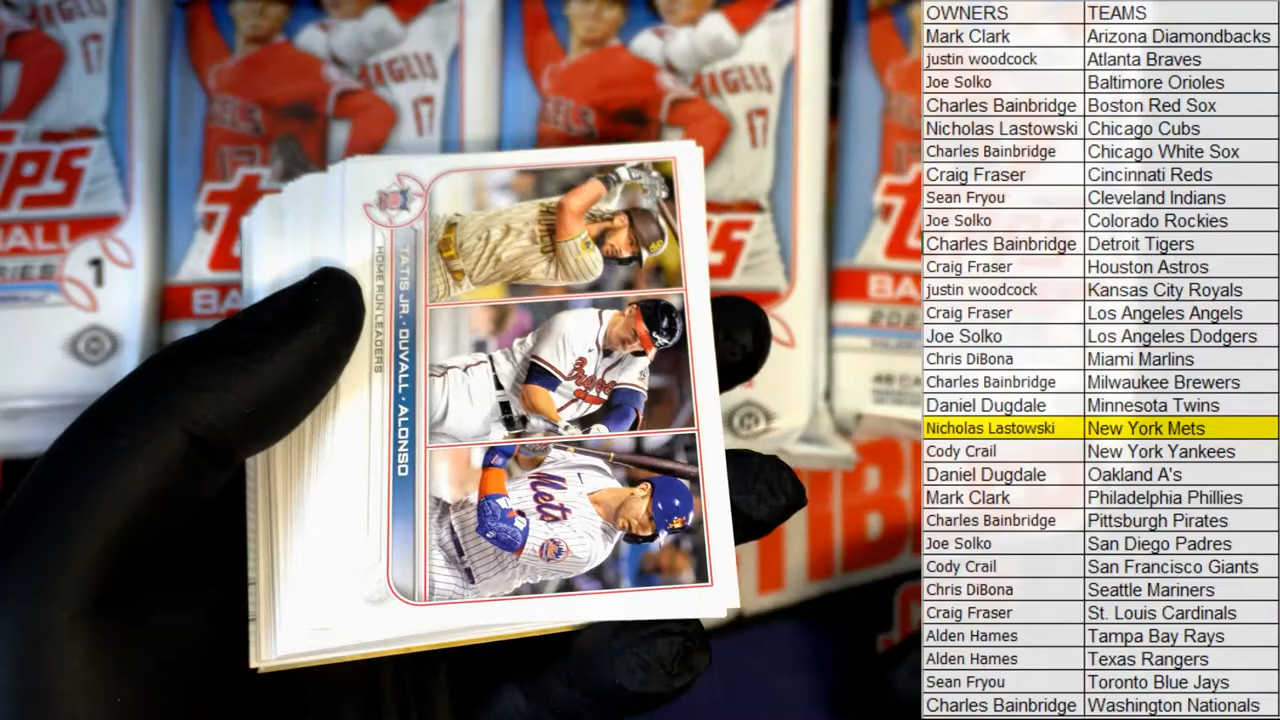 OWNERS TEAMS
Mark Clark Arizona Diamondbacks
justin woodcock Atlanta Braves
Joe Solko Baltimore Orioles
Charles Bainbridge Boston Red Sox
Nicholas Lastowski Chicago Cubs
Charles Bainbridge Chicago White Sox
Craig Fraser Cincinnati Reds
Sean Fryou Cleveland Indians
Joe Solko Colorado Rockies
Charles Bainbridge Detroit Tigers
Craig Fraser Houston Astros
justin woodcock Kansas City Royals
Craig Fraser Los Angeles Angels
Joe Solko Los Angeles Dodgers
Chris DiBona Miami Marlins
Charles Bainbridge Milwaukee Brewers
Daniel Dugdale Minnesota Twins
Nicholas Lastowski New York Mets
Cody Crail New York Yankees
Daniel Dugdale Oakland A's
Mark Clark Philadelphia Phillies
Charles Bainbridge Pittsburgh Pirates
Joe Solko San Diego Padres
Cody Crail San Francisco Giants
Chris DiBona Seattle Mariners
Craig Fraser St. Louis Cardinals
Alden Hames Tampa Bay Rays
Alden Hames Texas Rangers
Sean Fryou Toronto Blue Jays
Charles Bainbridge Washington Nationals
TATIS JR. • DUVALL • ALONSO
HOME RUN LEADERS
Braves
Mets
ANGELS
17
ANGELS
17
17
1